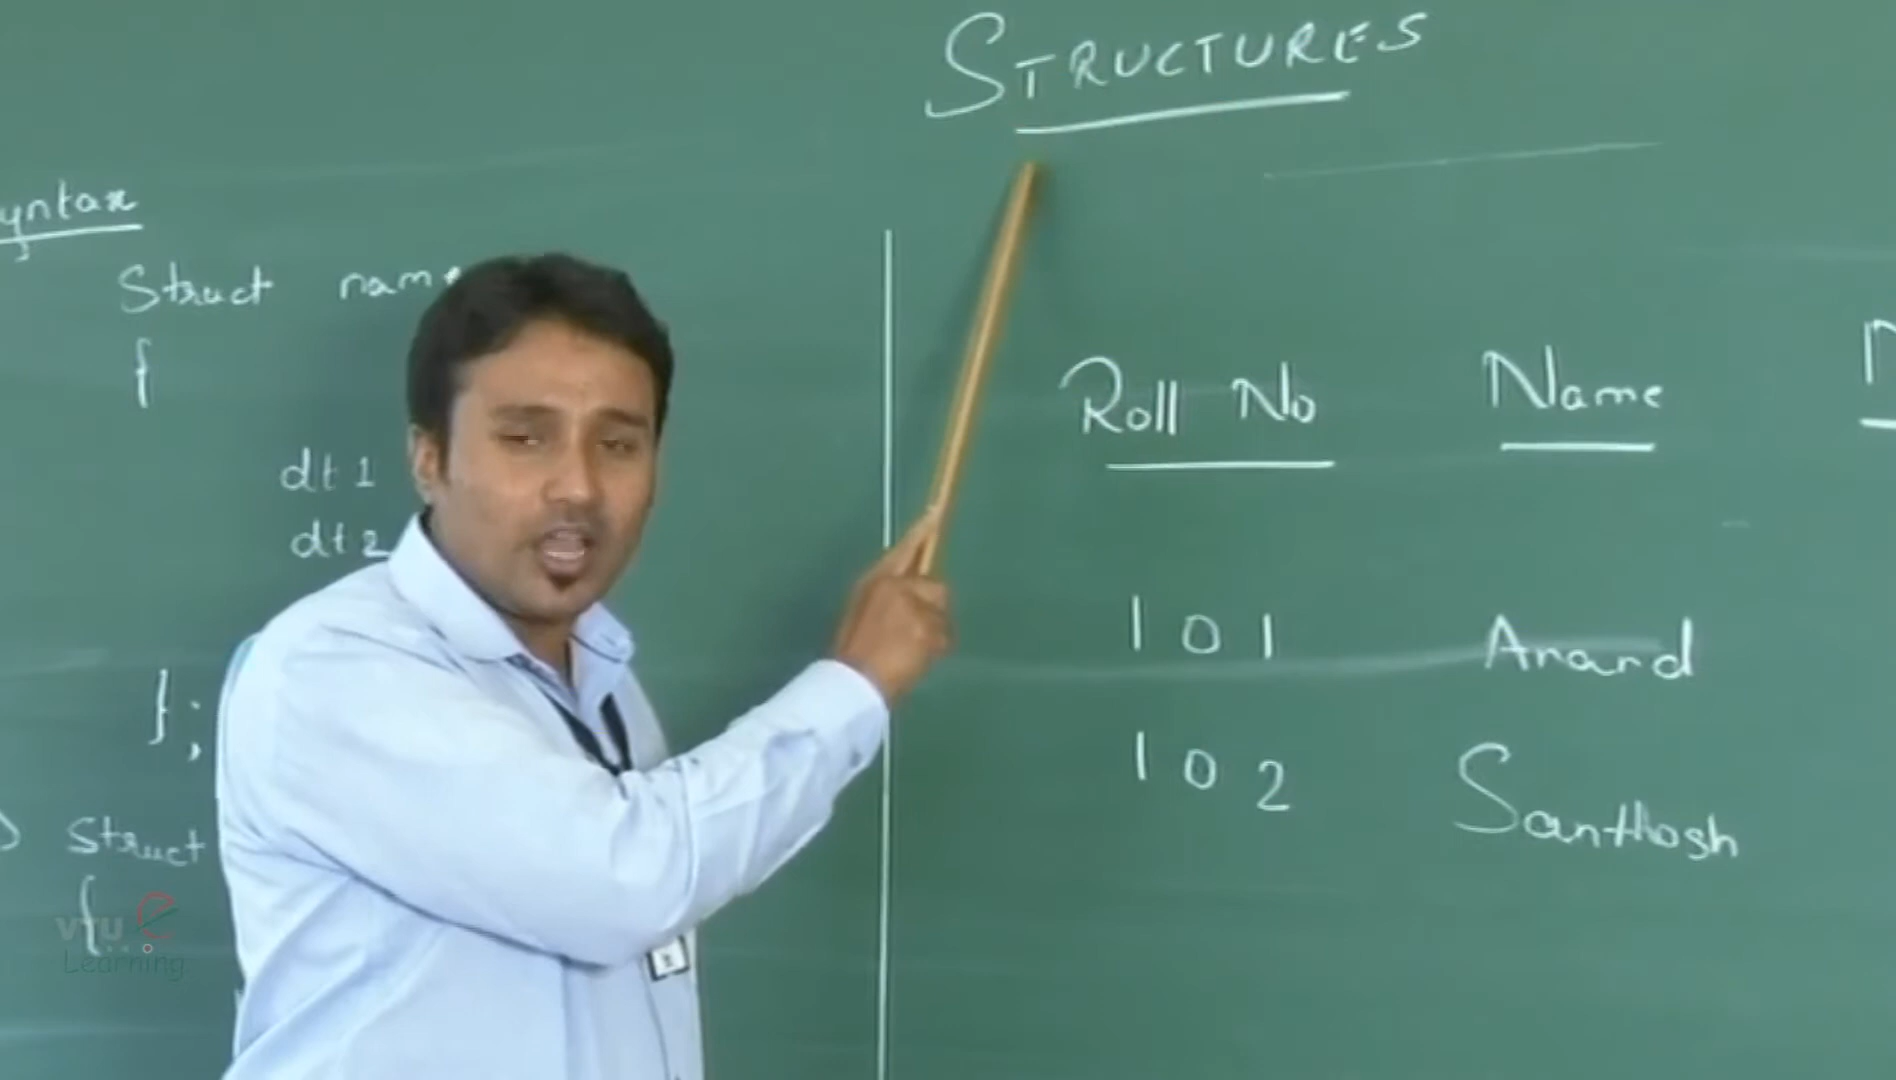 STRUCTURES
Syntax
Struct name
{
dt 1
dt 2
};
Struct
{
Roll No Name
101 Anand
102 Santhosh
VTU e
Learning